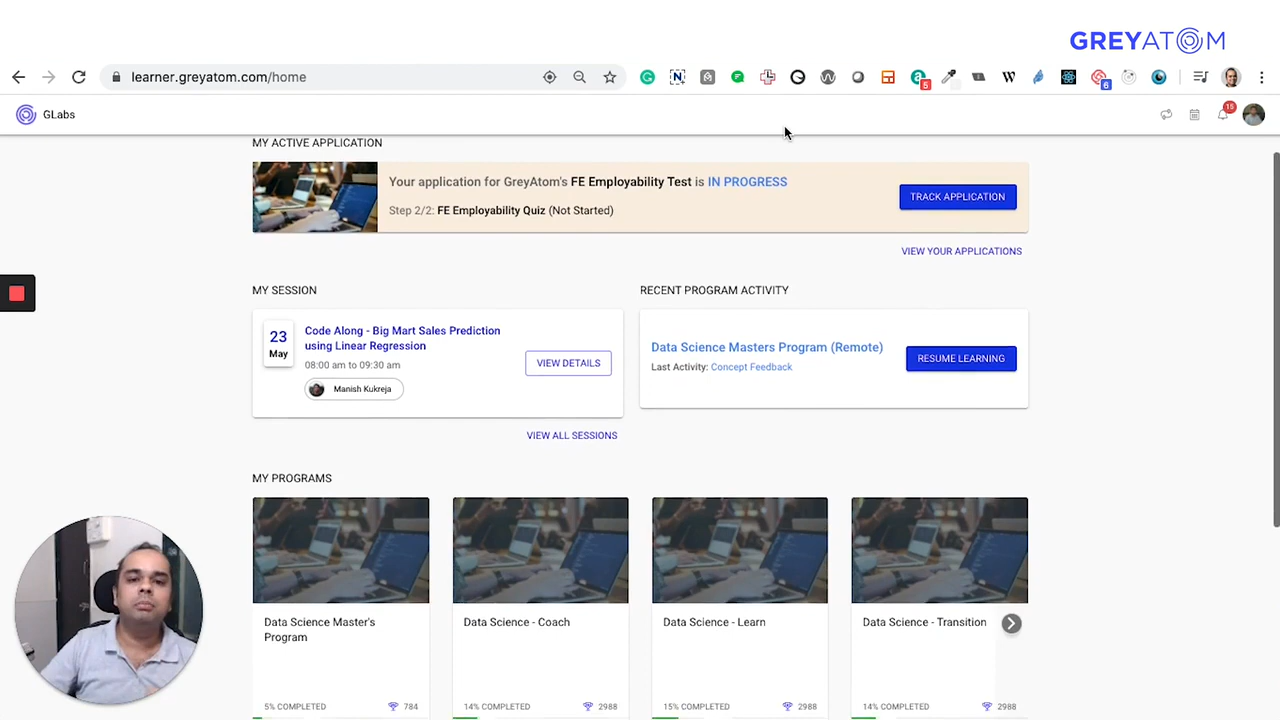 GREYATOM
learner.greyatom.com/home
5
6
GLabs
15
MY ACTIVE APPLICATION
Your application for GreyAtom's FE Employability Test is IN PROGRESS
Step 2/2: FE Employability Quiz (Not Started)
TRACK APPLICATION
VIEW YOUR APPLICATIONS
MY SESSION
23
May
Code Along - Big Mart Sales Prediction
using Linear Regression
08:00 am to 09:30 am
Manish Kukreja
VIEW DETAILS
VIEW ALL SESSIONS
RECENT PROGRAM ACTIVITY
Data Science Masters Program (Remote)
Last Activity: Concept Feedback
RESUME LEARNING
MY PROGRAMS
Data Science Master's
Program
5% COMPLETED
784
Data Science - Coach
14% COMPLETED
2988
Data Science - Learn
15% COMPLETED
2988
Data Science - Transition
14% COMPLETED
2988